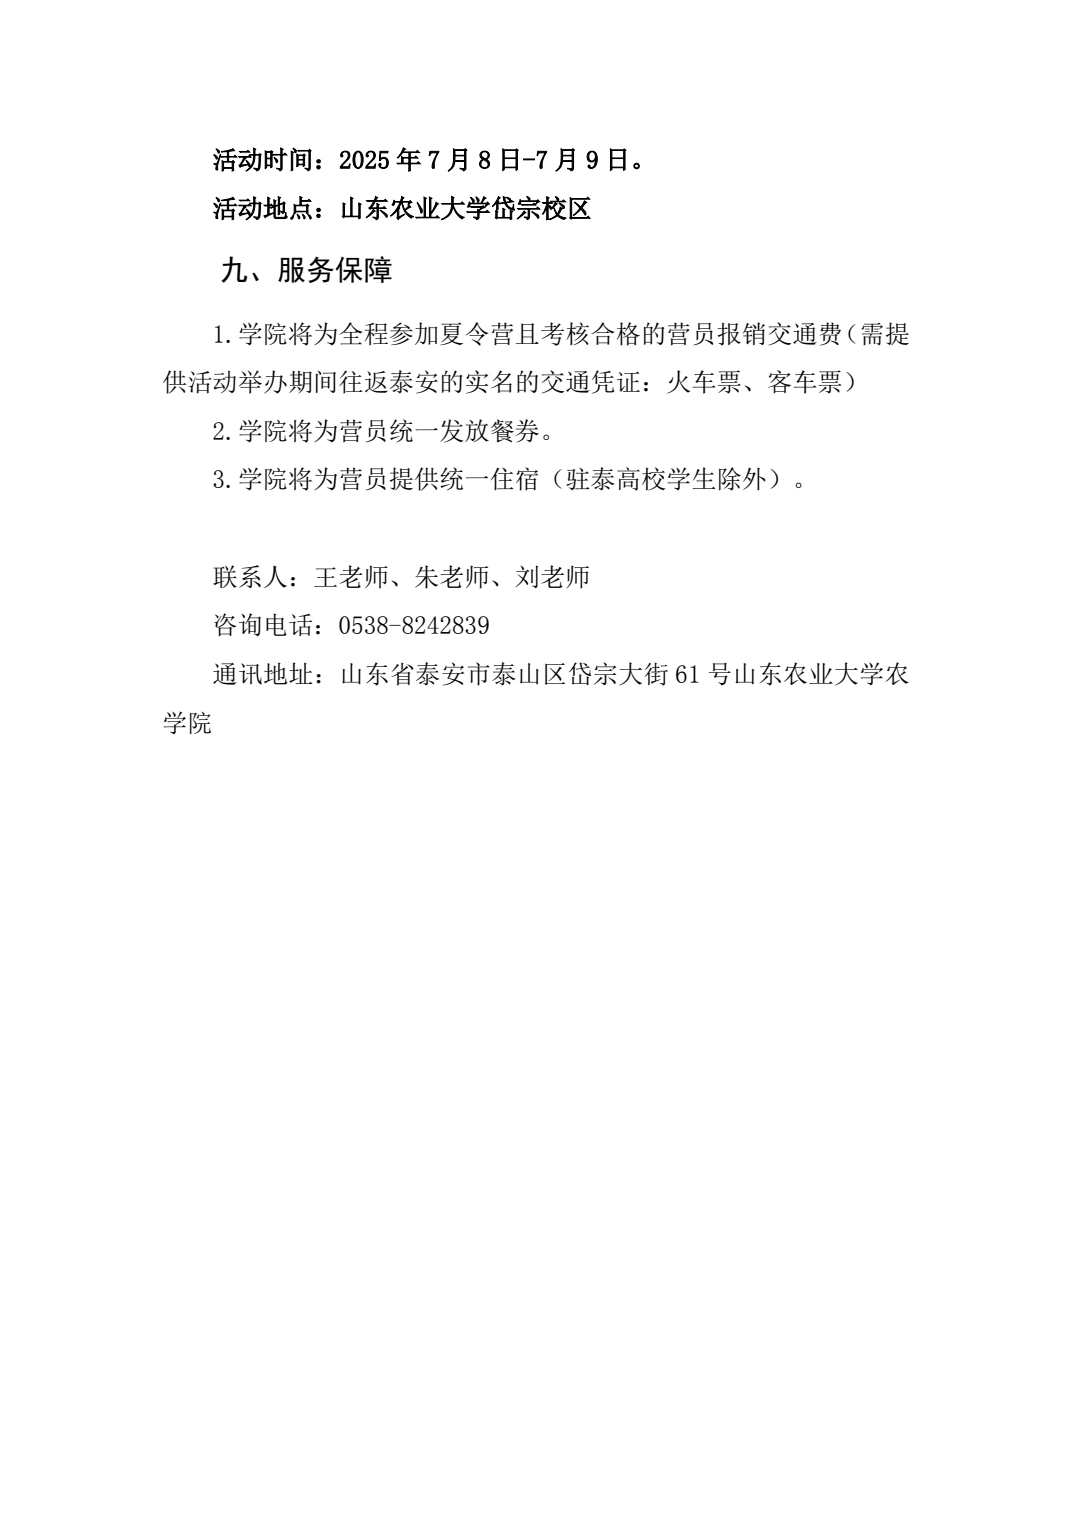 活动时间：2025 年 7 月 8 日-7 月 9 日。
活动地点：山东农业大学岱宗校区
九、服务保障
1.学院将为全程参加夏令营且考核合格的营员报销交通费（需提
供活动举办期间往返泰安的实名的交通凭证：火车票、客车票）
2.学院将为营员统一发放餐券。
3.学院将为营员提供统一住宿（驻泰高校学生除外）。
联系人：王老师、朱老师、刘老师
咨询电话：0538-8242839
通讯地址：山东省泰安市泰山区岱宗大街 61 号山东农业大学农
学院